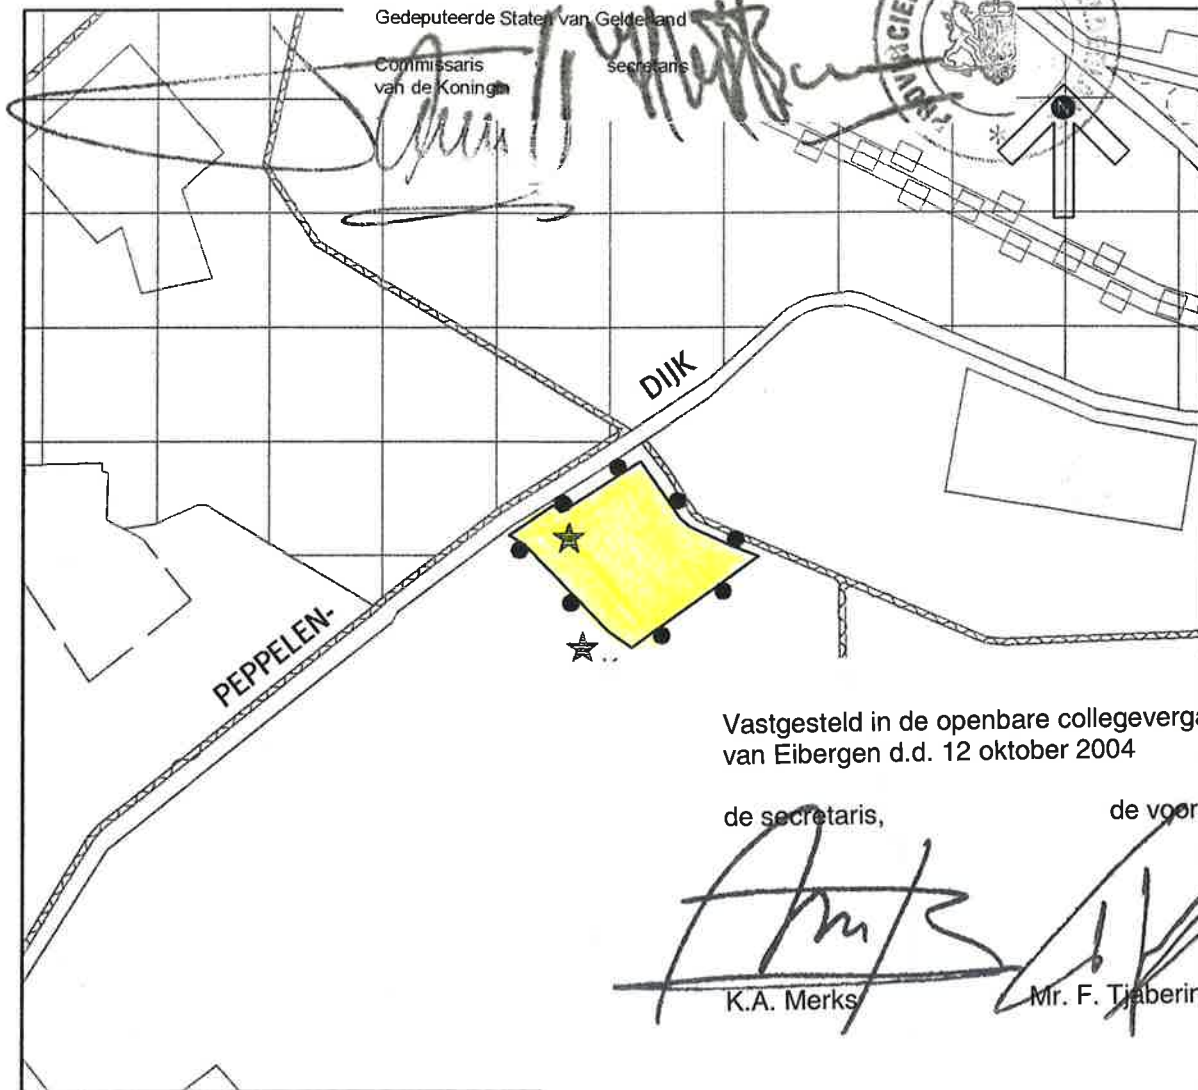 Gedeputeerde Staten van Gelderland
Commissaris secretaris
van de Koningin
N
DIJK
PEPPELEN-
Vastgesteld in de openbare collegeverga
van Eibergen d.d. 12 oktober 2004
de secretaris, de voor
K.A. Merks Mr. F. Tjaberin